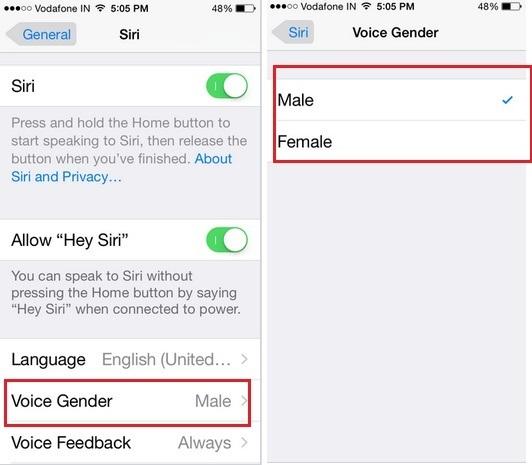 Vodafone IN 5:05 PM 48%
General Siri
Siri
Press and hold the Home button to
start speaking to Siri, then release the
button when you've finished. About
Siri and Privacy…
Allow “Hey Siri”
You can speak to Siri without
pressing the Home button by saying
“Hey Siri” when connected to power.
Language English (United…
Voice Gender Male
Voice Feedback Always
Vodafone IN 5:05 PM 48%
Siri Voice Gender
Male
Female